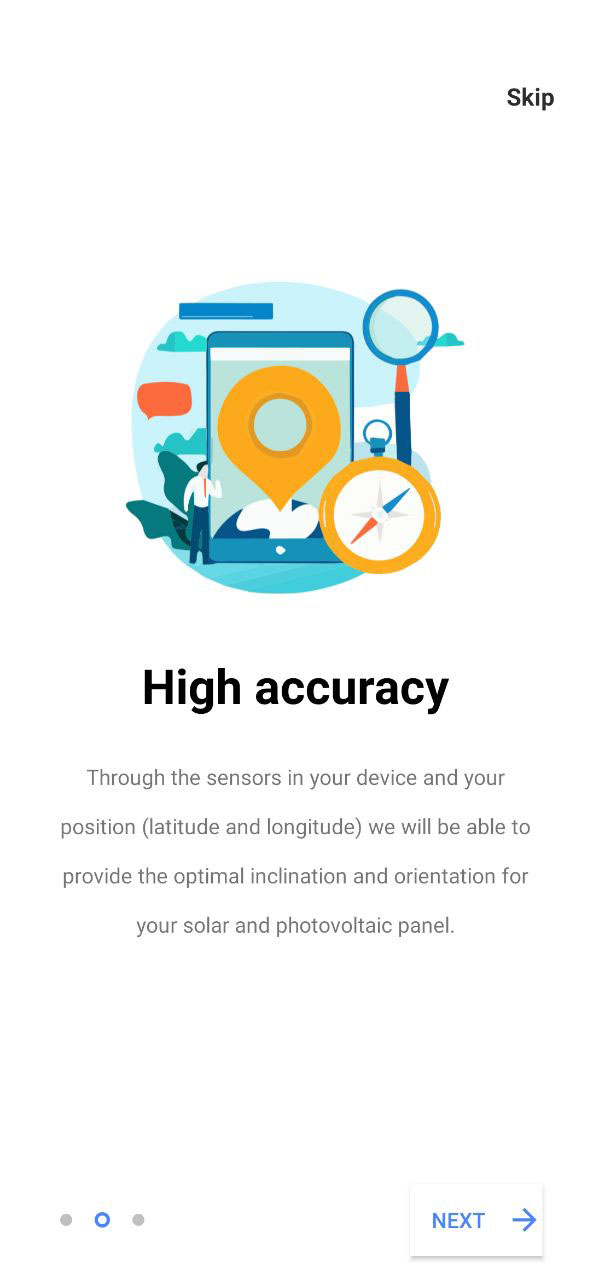 Skip
High accuracy
Through the sensors in your device and your
position (latitude and longitude) we will be able to
provide the optimal inclination and orientation for
your solar and photovoltaic panel.
NEXT